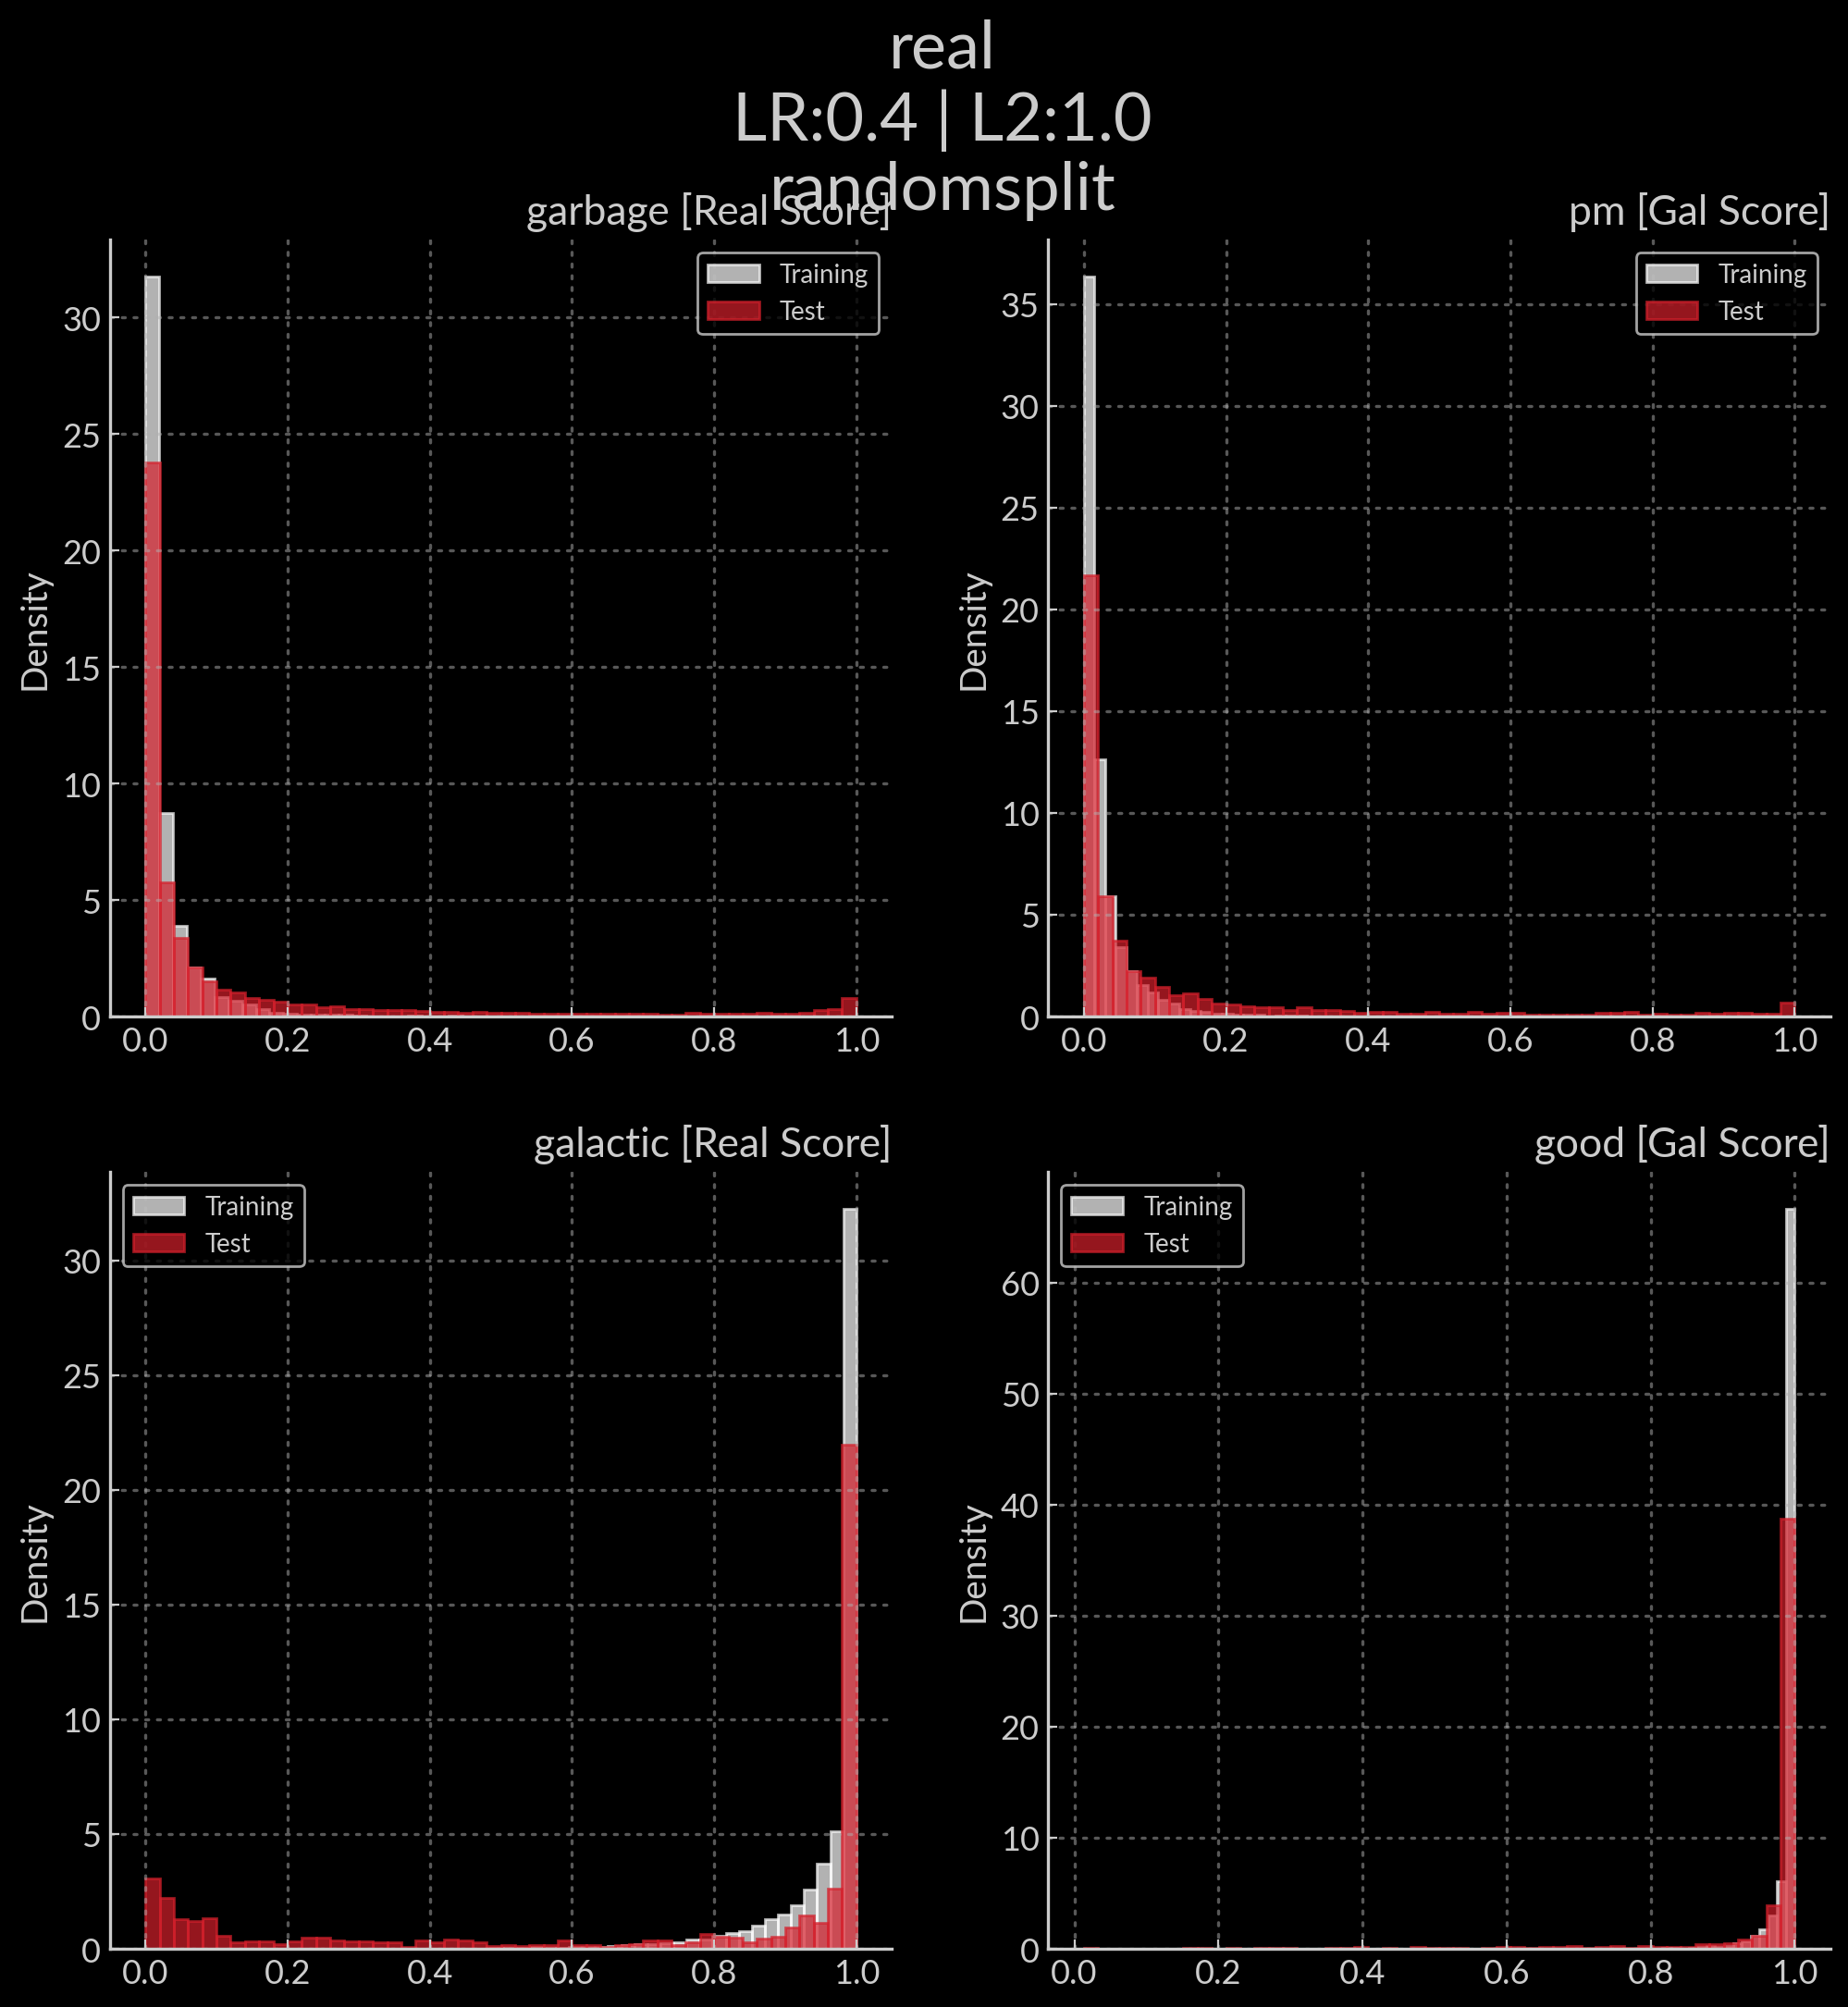 real
LR:0.4 | L2:1.0
randomsplit
garbage [Real Score]
Training
Test
Density
30
25
20
15
10
5
0
0.0 0.2 0.4 0.6 0.8 1.0
pm [Gal Score]
Training
Test
Density
35
30
25
20
15
10
5
0
0.0 0.2 0.4 0.6 0.8 1.0
galactic [Real Score]
Training
Test
Density
30
25
20
15
10
5
0
0.0 0.2 0.4 0.6 0.8 1.0
good [Gal Score]
Training
Test
Density
60
50
40
30
20
10
0
0.0 0.2 0.4 0.6 0.8 1.0